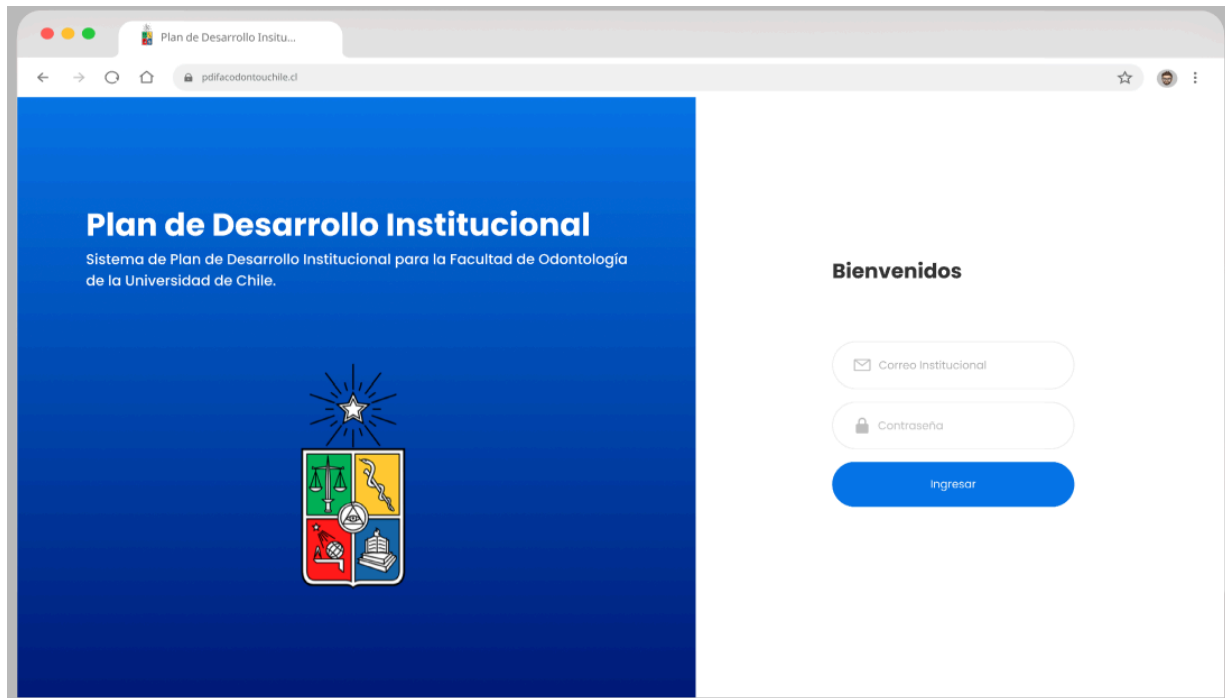 Plan de Desarrollo Insitu...
pdifacodontouchile.cl
Plan de Desarrollo Institucional
Sistema de Plan de Desarrollo Institucional para la Facultad de Odontología
de la Universidad de Chile.
Bienvenidos
Correo Institucional
Contraseña
Ingresar